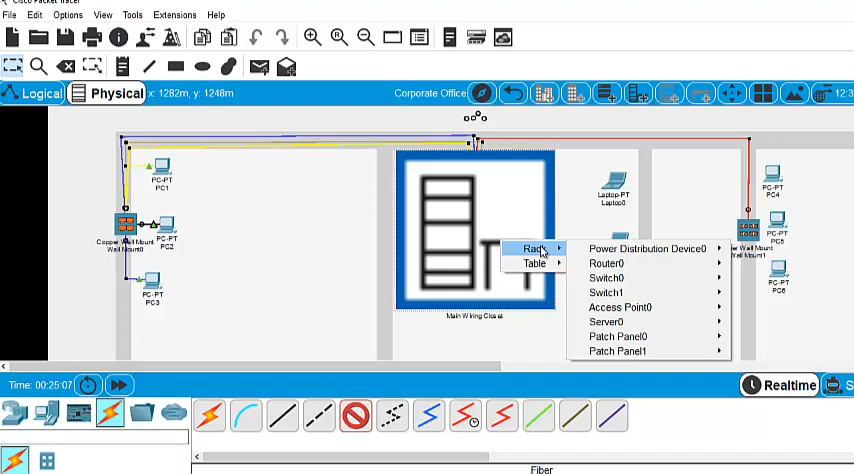 Cisco Packet Tracer
File Edit Options View Tools Extensions Help
Logical Physical x: 1282m, y: 1248m Corporate Office 12:3
PC-PT
PC1
PC-PT
PC2
PC-PT
PC3
Copper Wall Mount
Wall Mount0
Main Wiring Closet
Laptop-PT
Laptop0
PC-PT
PC4
PC-PT
PC5
PC-PT
PC6
Wall Mount
Mount1
Rack
Table
Power Distribution Device0
Router0
Switch0
Switch1
Access Point0
Server0
Patch Panel0
Patch Panel1
Time: 00:25:07 Realtime S
Fiber